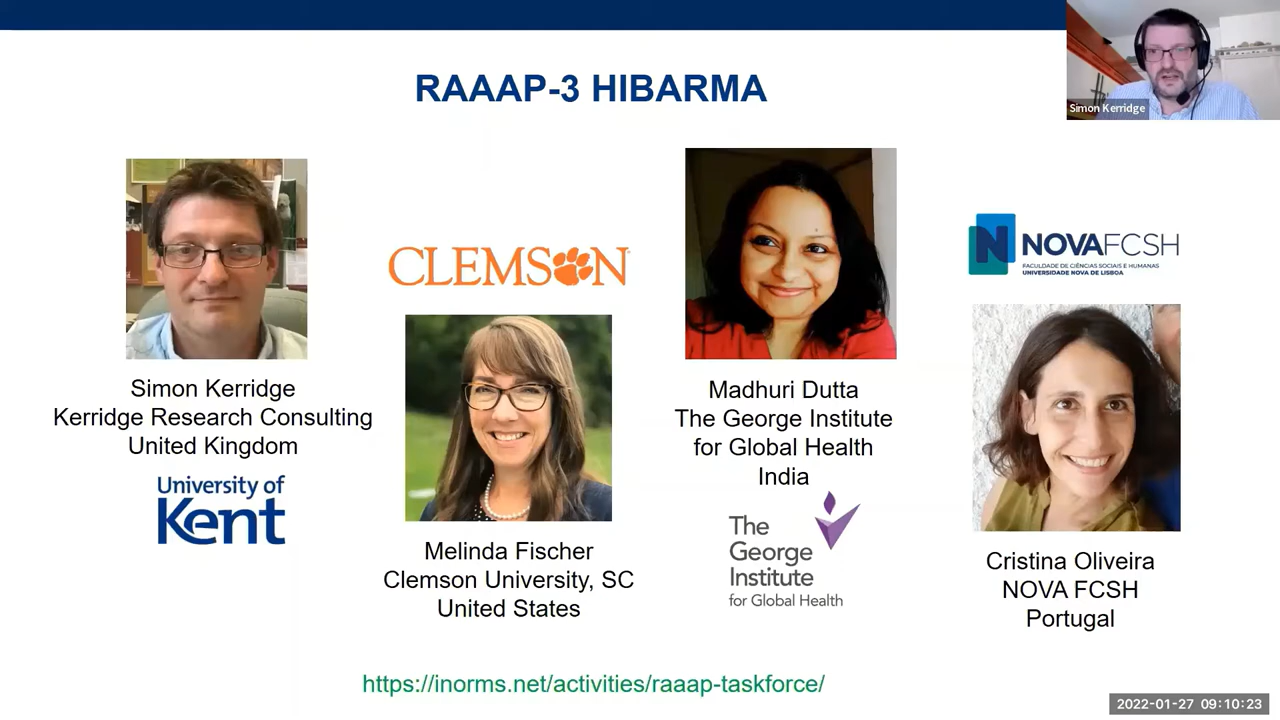 RAAAP-3 HIBARMA
Simon Kerridge
Simon Kerridge
Kerridge Research Consulting
United Kingdom
University of
Kent
CLEMSON
Melinda Fischer
Clemson University, SC
United States
Madhuri Dutta
The George Institute
for Global Health
India
The
George
Institute
for Global Health
N NOVAFCSH
FACULDADE DE CIÊNCIAS SOCIAIS E HUMANAS
UNIVERSIDADE NOVA DE LISBOA
Cristina Oliveira
NOVA FCSH
Portugal
https://inorms.net/activities/raaap-taskforce/
2022-01-27 09:10:23